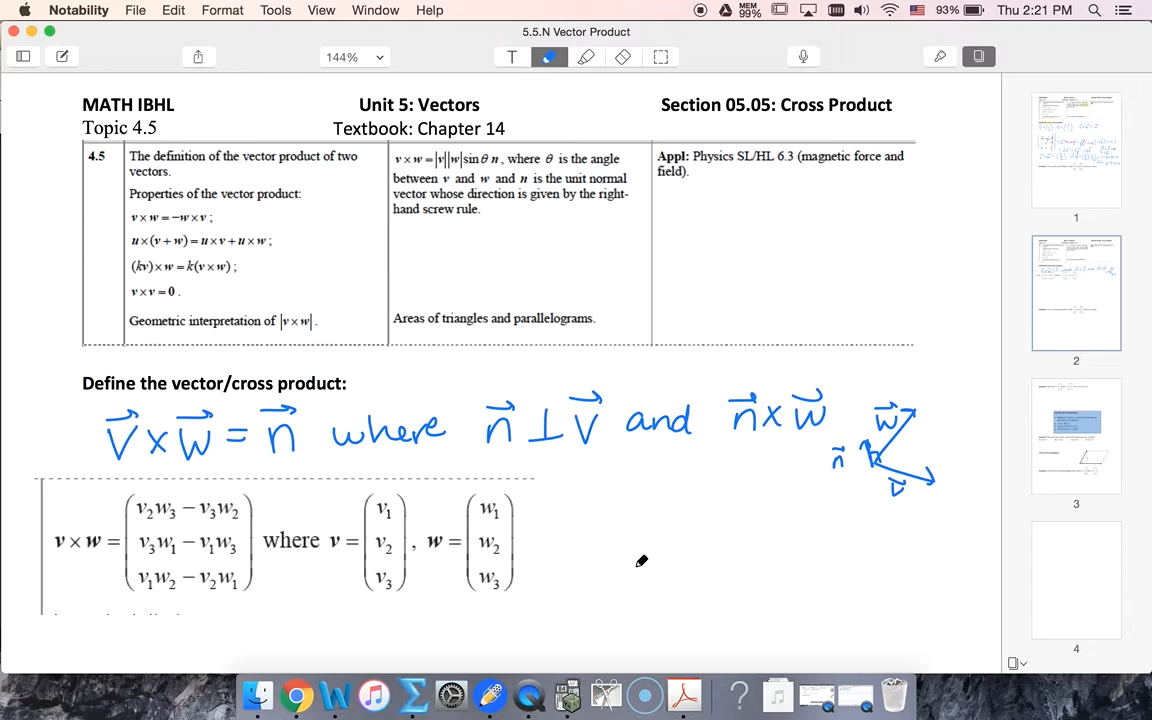 Notability File Edit Format Tools View Window Help MEM 99% 93% Thu 2:21 PM
5.5.N Vector Product
144% T
MATH IBHL Unit 5: Vectors Section 05.05: Cross Product
Topic 4.5 Textbook: Chapter 14
4.5
The definition of the vector product of two
vectors.
Properties of the vector product:
v × w = −w × v ;
u × (v + w) = u × v + u × w ;
(kv) × w = k(v × w) ;
v × v = 0 .
Geometric interpretation of |v × w| .
v × w = |v||w| sin θ n , where θ is the angle
between v and w and n is the unit normal
vector whose direction is given by the right-
hand screw rule.
Areas of triangles and parallelograms.
Appl: Physics SL/HL 6.3 (magnetic force and
field).
Define the vector/cross product:
v⃗ × w⃗ = n⃗ where n⃗ ⊥ v⃗ and n⃗ × w⃗
w⃗
n⃗
v⃗
v × w = (v₂w₃ − v₃w₂
v₃w₁ − v₁w₃
v₁w₂ − v₂w₁) where v = (v₁
v₂
v₃) , w = (w₁
w₂
w₃)
1
2
3
4